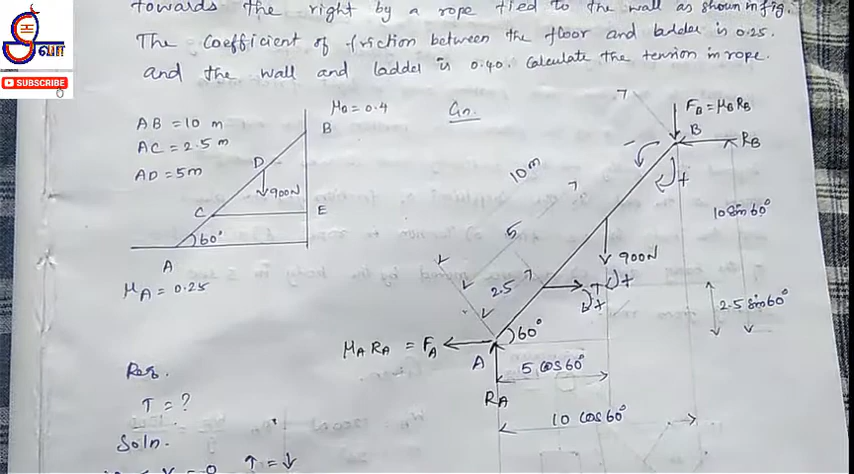 towards the right by a rope tied to the wall as shown in fig.
The coefficient of friction between the floor and ladder is 0.25.
and the wall and ladder is 0.40. Calculate the tension in rope.
SUBSCRIBE
AB = 10 m
AC = 2.5 m
AD = 5m
μB = 0.4
Gn.
B
D
900N
C
E
60°
A
μA = 0.25
FB = μB RB
B
RB
+
10m
5
2.5
10 sin 60°
900N
T
+
+
2.5 sin 60°
60°
μA RA = FA
A
RA
5 cos 60°
10 cos 60°
Req.
T = ?
Soln.
↑ = ↓